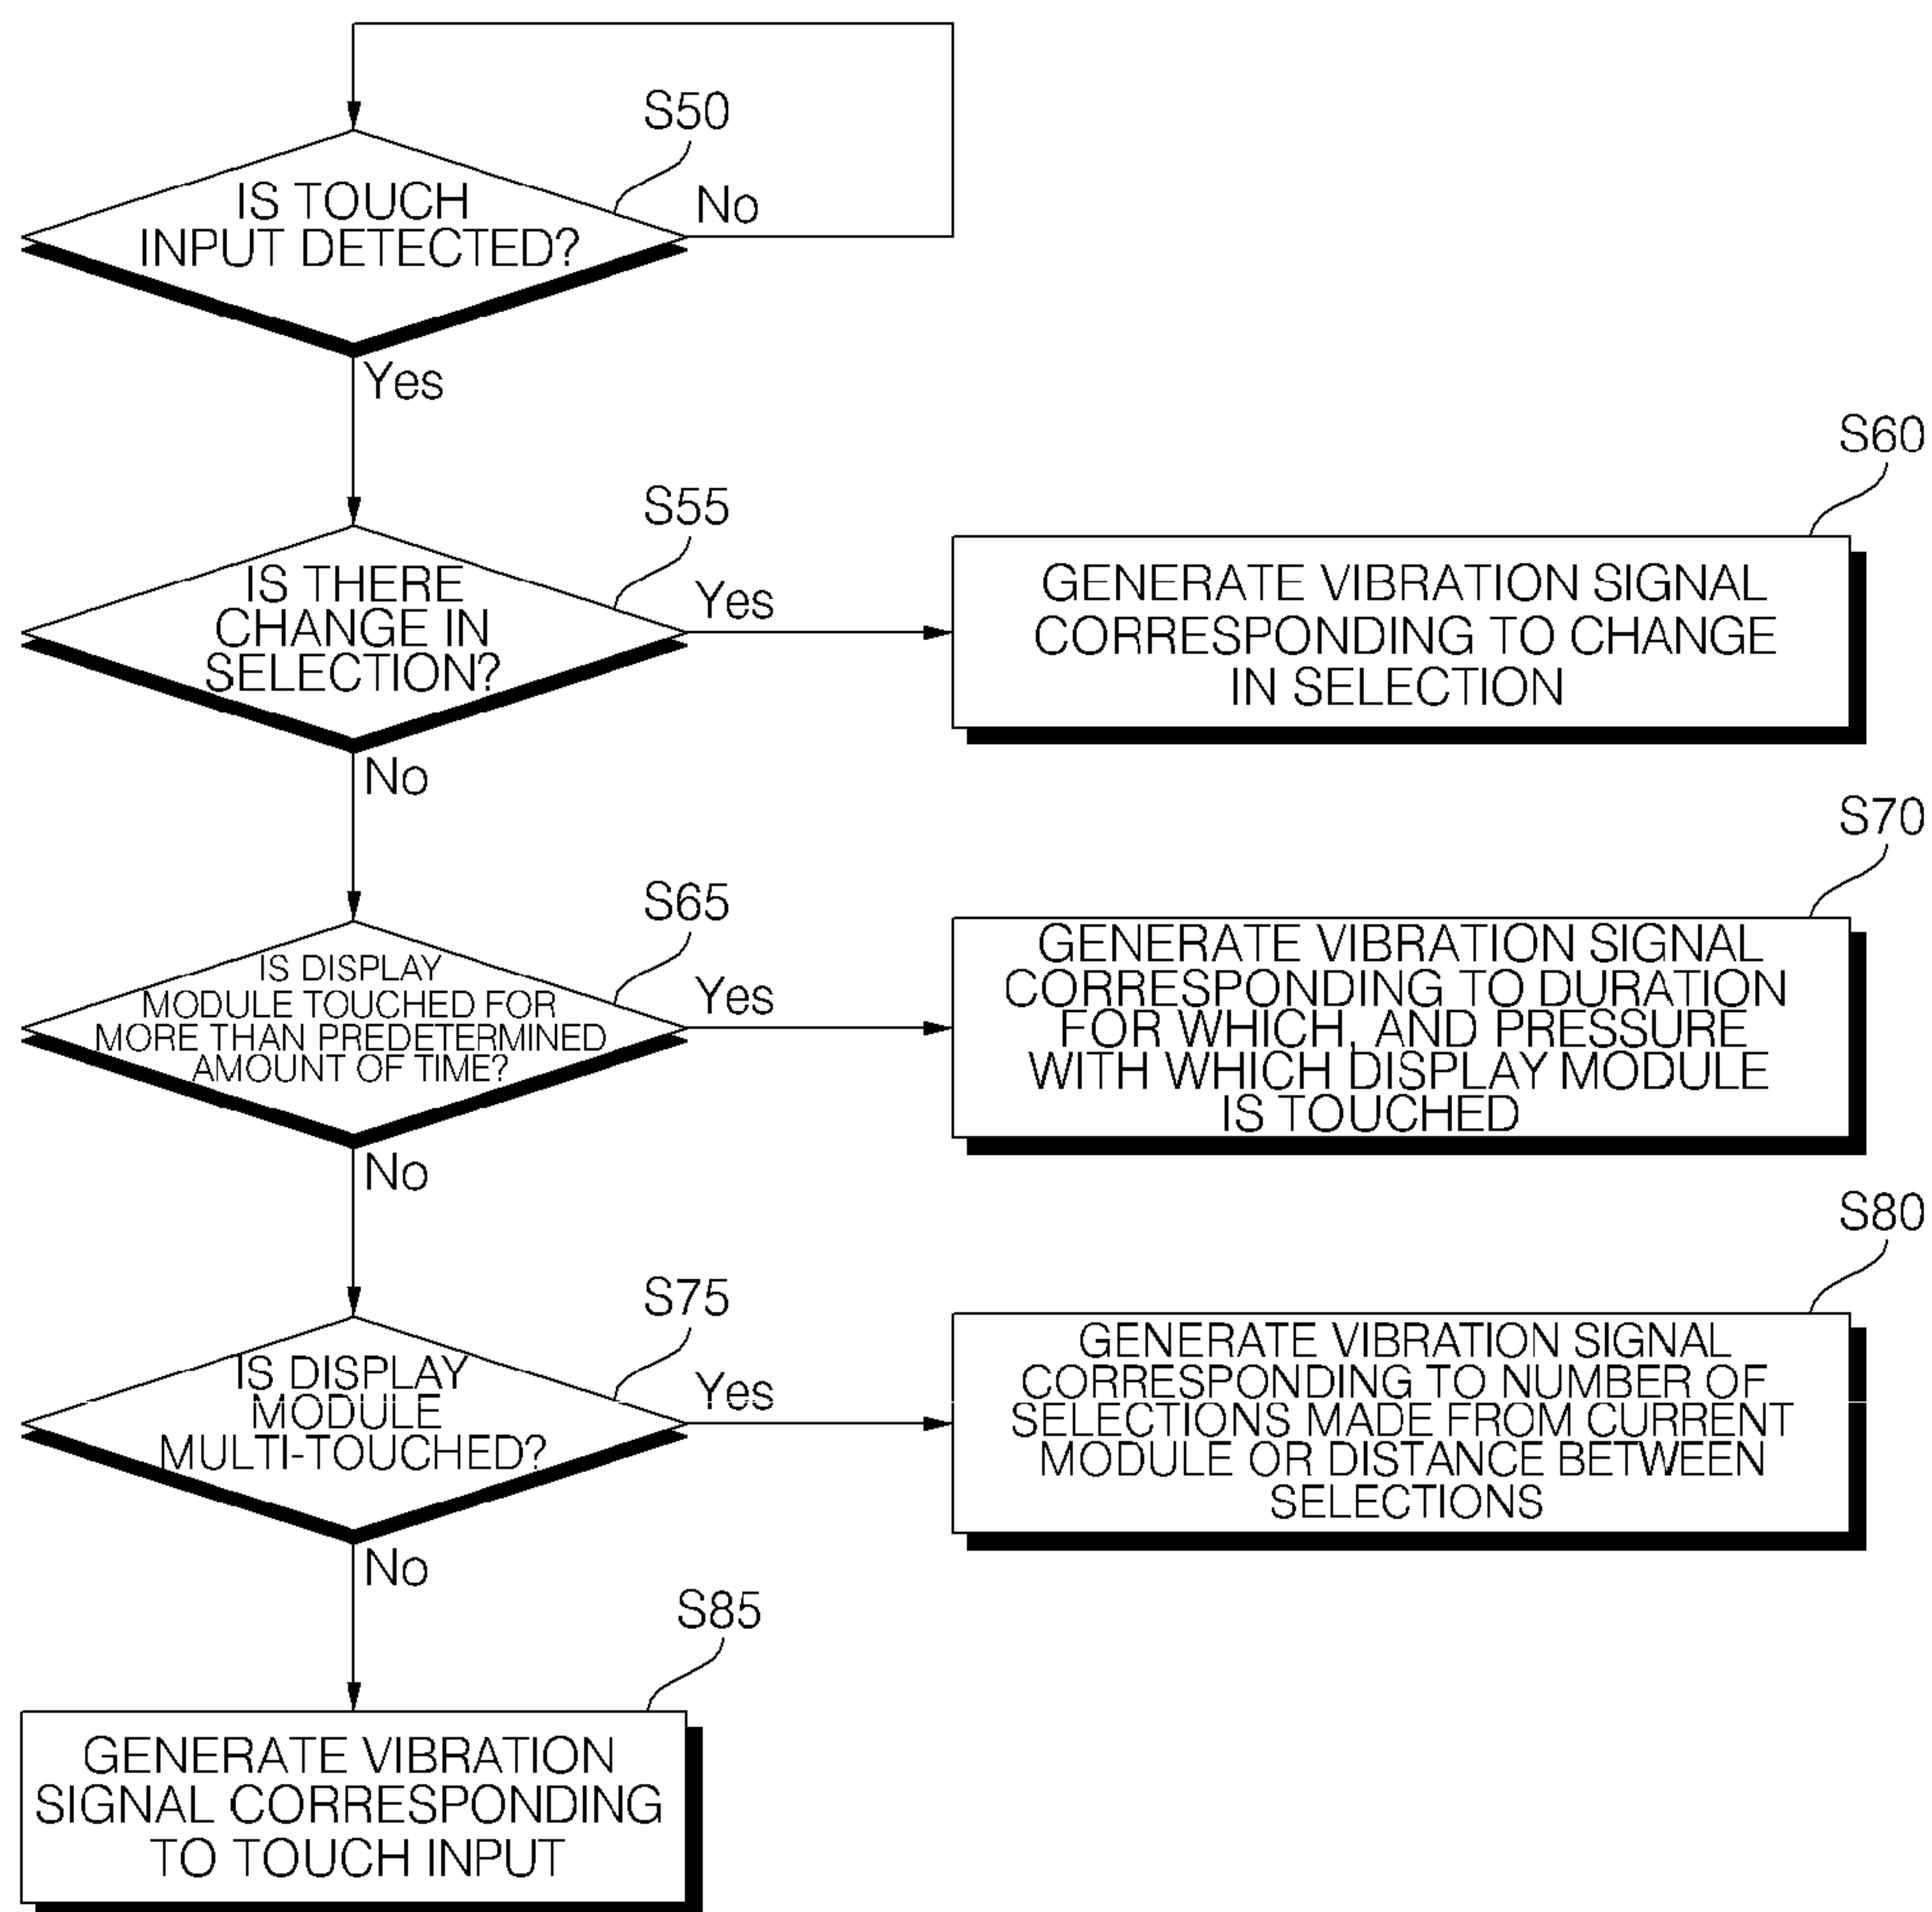 S50
IS TOUCH
INPUT DETECTED?
No
Yes
S55
IS THERE
CHANGE IN
SELECTION?
Yes
No
S60
GENERATE VIBRATION SIGNAL
CORRESPONDING TO CHANGE
IN SELECTION
S65
IS DISPLAY
MODULE TOUCHED FOR
MORE THAN PREDETERMINED
AMOUNT OF TIME?
Yes
No
S70
GENERATE VIBRATION SIGNAL
CORRESPONDING TO DURATION
FOR WHICH, AND PRESSURE
WITH WHICH DISPLAY MODULE
IS TOUCHED
S75
IS DISPLAY
MODULE
MULTI-TOUCHED?
Yes
No
S80
GENERATE VIBRATION SIGNAL
CORRESPONDING TO NUMBER OF
SELECTIONS MADE FROM CURRENT
MODULE OR DISTANCE BETWEEN
SELECTIONS
S85
GENERATE VIBRATION
SIGNAL CORRESPONDING
TO TOUCH INPUT